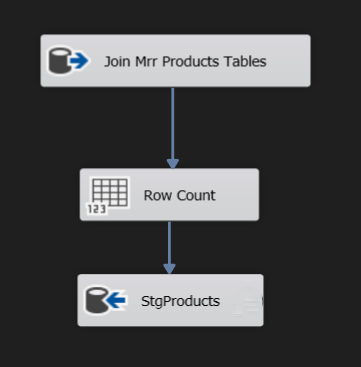 Join Mrr Products Tables
123
Row Count
StgProducts